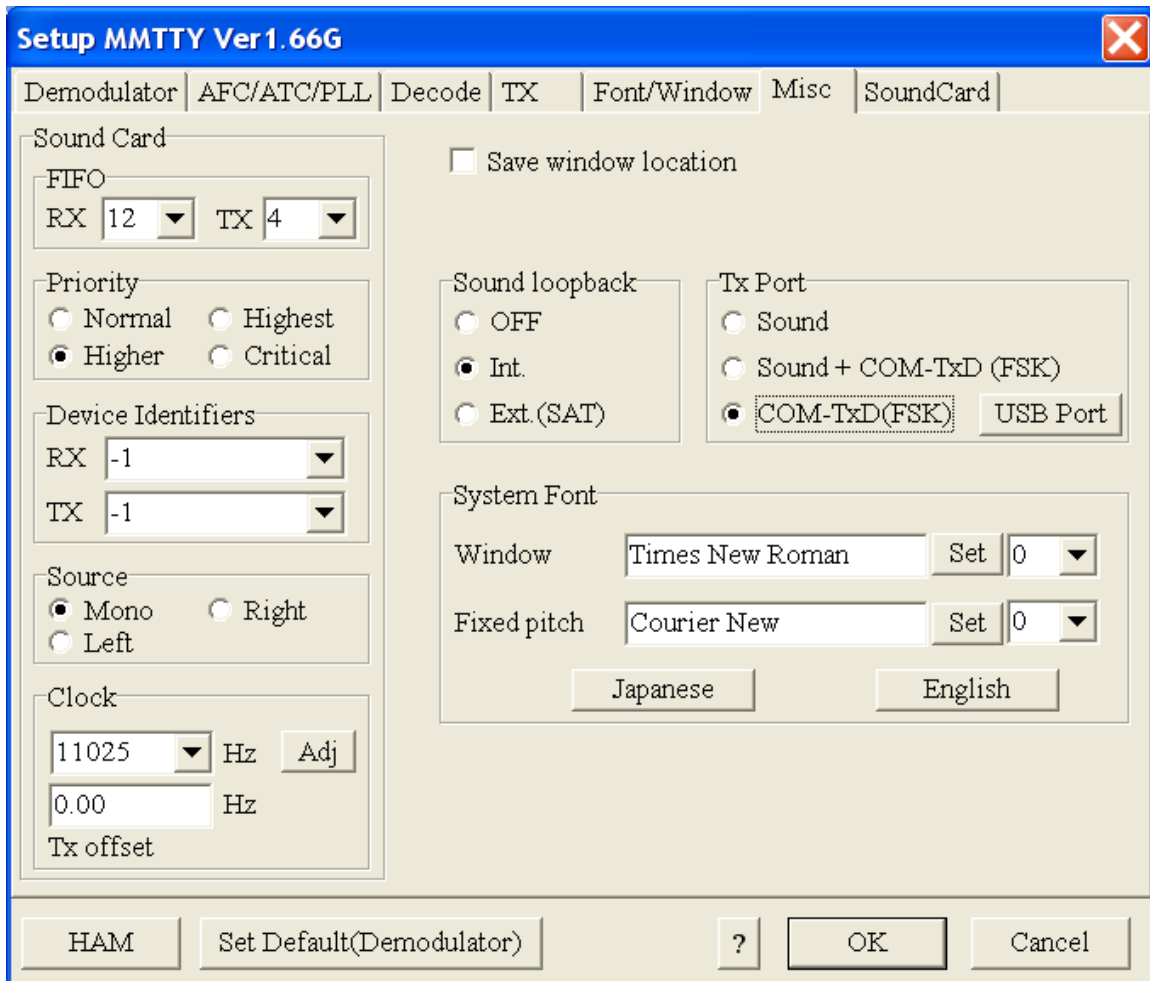 Setup MMTTY Ver1.66G
Demodulator AFC/ATC/PLL Decode TX Font/Window Misc SoundCard
Sound Card
FIFO
RX 12 TX 4
Priority
Normal Highest
Higher Critical
Device Identifiers
RX -1
TX -1
Source
Mono Right
Left
Clock
11025 Hz Adj
0.00 Hz
Tx offset
Save window location
Sound loopback
OFF
Int.
Ext.(SAT)
Tx Port
Sound
Sound + COM-TxD (FSK)
COM-TxD(FSK) USB Port
System Font
Window Times New Roman Set 0
Fixed pitch Courier New Set 0
Japanese English
HAM Set Default(Demodulator) ? OK Cancel